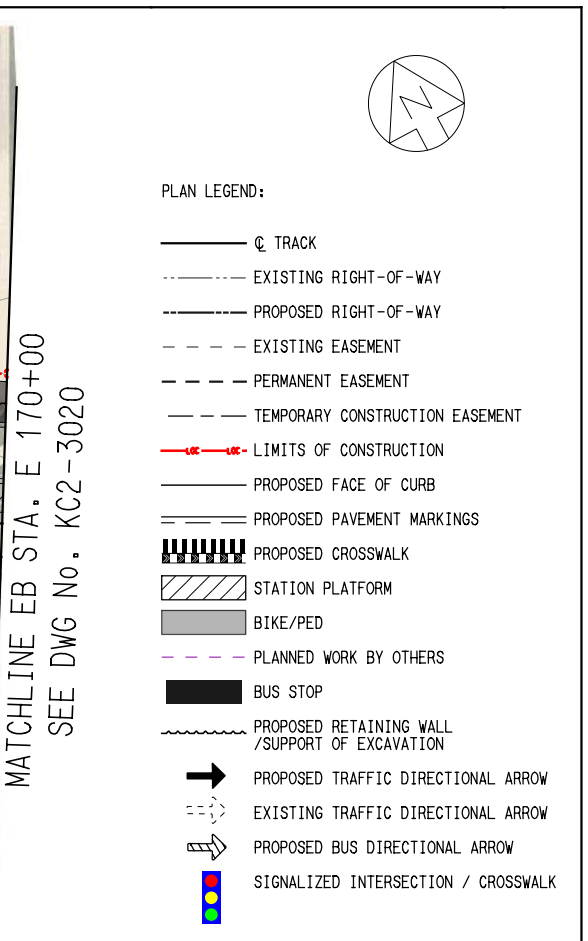 N
PLAN LEGEND:
℄ TRACK
EXISTING RIGHT-OF-WAY
PROPOSED RIGHT-OF-WAY
EXISTING EASEMENT
PERMANENT EASEMENT
TEMPORARY CONSTRUCTION EASEMENT
LOC LOC LIMITS OF CONSTRUCTION
PROPOSED FACE OF CURB
PROPOSED PAVEMENT MARKINGS
PROPOSED CROSSWALK
STATION PLATFORM
BIKE/PED
PLANNED WORK BY OTHERS
BUS STOP
PROPOSED RETAINING WALL
/SUPPORT OF EXCAVATION
PROPOSED TRAFFIC DIRECTIONAL ARROW
EXISTING TRAFFIC DIRECTIONAL ARROW
PROPOSED BUS DIRECTIONAL ARROW
SIGNALIZED INTERSECTION / CROSSWALK
MATCHLINE EB STA. E 170+00
SEE DWG No. KC2-3020